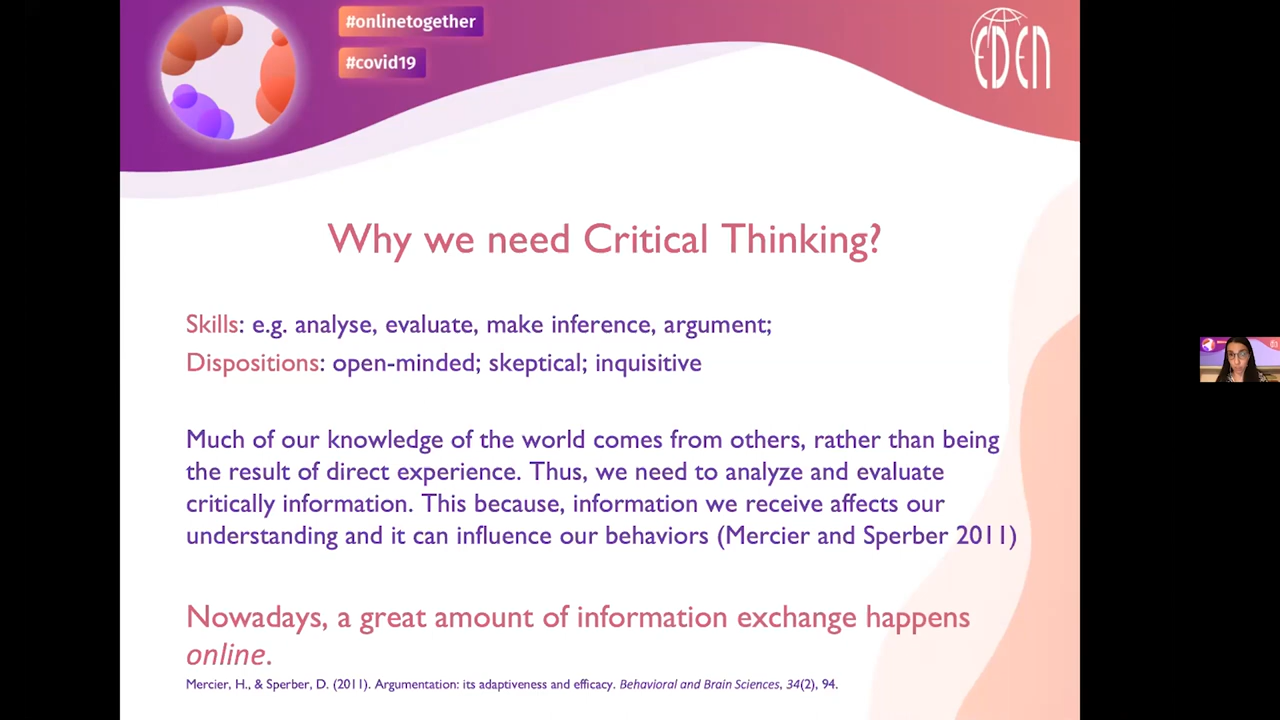 #onlinetogether
#covid19
EDEN
Why we need Critical Thinking?
Skills: e.g. analyse, evaluate, make inference, argument;
Dispositions: open-minded; skeptical; inquisitive
Much of our knowledge of the world comes from others, rather than being
the result of direct experience. Thus, we need to analyze and evaluate
critically information. This because, information we receive affects our
understanding and it can influence our behaviors (Mercier and Sperber 2011)
Nowadays, a great amount of information exchange happens
online.
Mercier, H., & Sperber, D. (2011). Argumentation: its adaptiveness and efficacy. Behavioral and Brain Sciences, 34(2), 94.